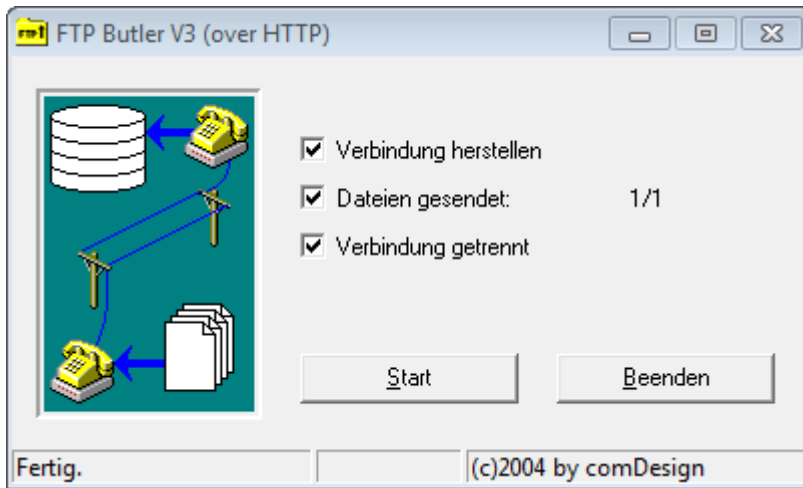 FTP Butler V3 (over HTTP)
Verbindung herstellen
Dateien gesendet: 1/1
Verbindung getrennt
Start Beenden
Fertig. (c)2004 by comDesign